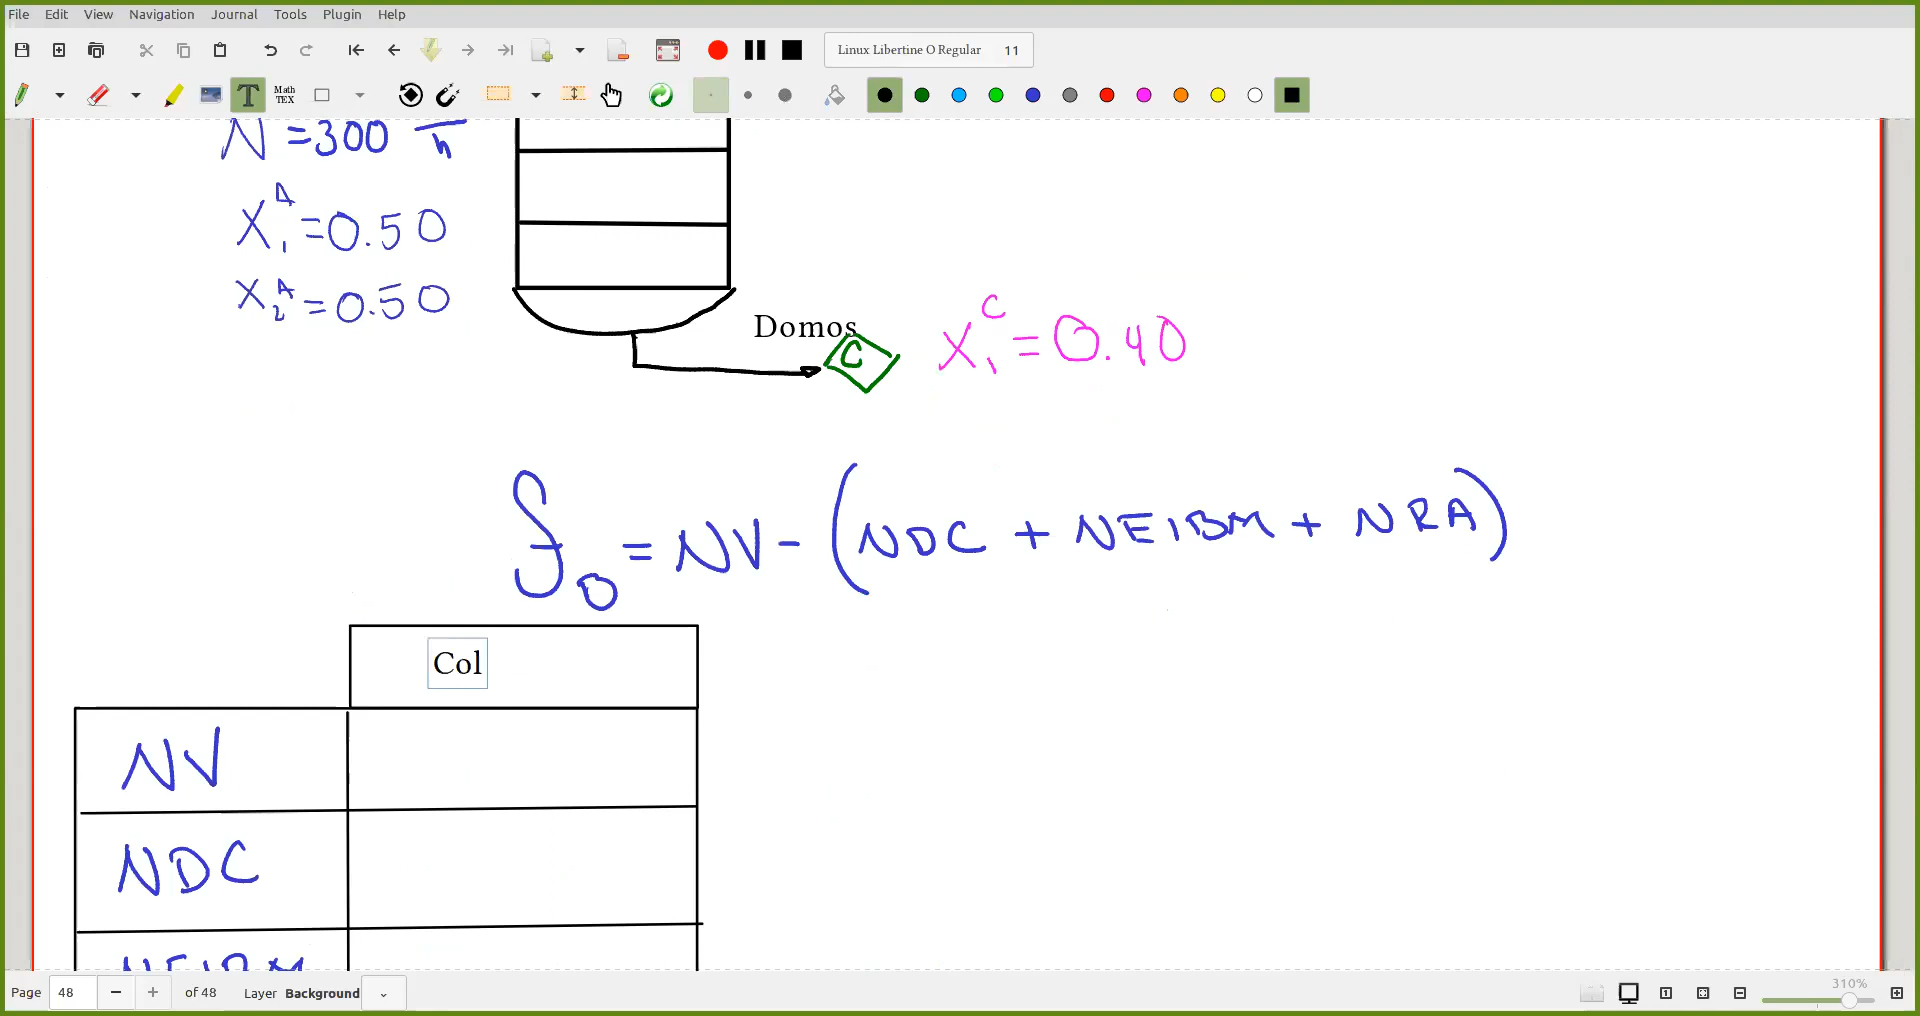 File Edit View Navigation Journal Tools Plugin Help
Linux Libertine O Regular 11
T Math TEX
N = 300 /h
X₁ᴬ = 0.50
X₂ᴬ = 0.50
Domos
C
X₁ᶜ = 0.40
= NV - (NDC + NEIBM + NRA)
Col
NV
NDC
NEIBM
Page 48 of 48 Layer Background 310%